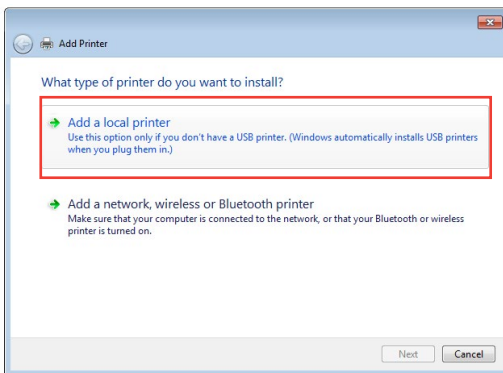 Add Printer
What type of printer do you want to install?
Add a local printer
Use this option only if you don't have a USB printer. (Windows automatically installs USB printers
when you plug them in.)
Add a network, wireless or Bluetooth printer
Make sure that your computer is connected to the network, or that your Bluetooth or wireless
printer is turned on.
Next
Cancel